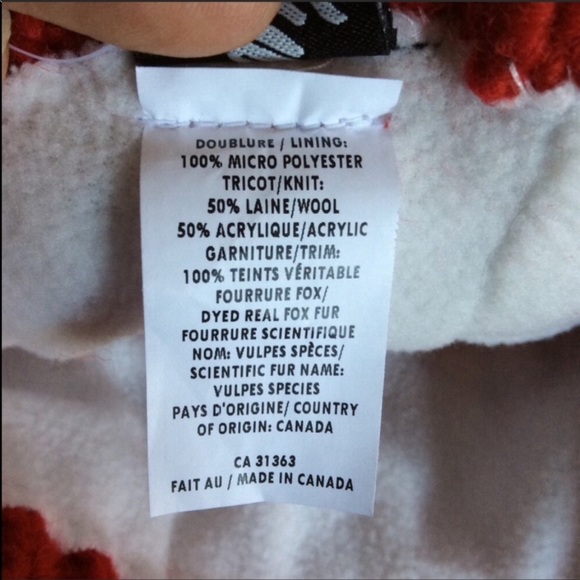 DOUBLURE / LINING:
100% MICRO POLYESTER
TRICOT/KNIT:
50% LAINE/WOOL
50% ACRYLIQUE/ACRYLIC
GARNITURE/TRIM:
100% TEINTS VÉRITABLE
FOURRURE FOX/
DYED REAL FOX FUR
FOURRURE SCIENTIFIQUE
NOM: VULPES SPÈCES/
SCIENTIFIC FUR NAME:
VULPES SPECIES
PAYS D'ORIGINE/ COUNTRY
OF ORIGIN: CANADA
CA 31363
FAIT AU / MADE IN CANADA